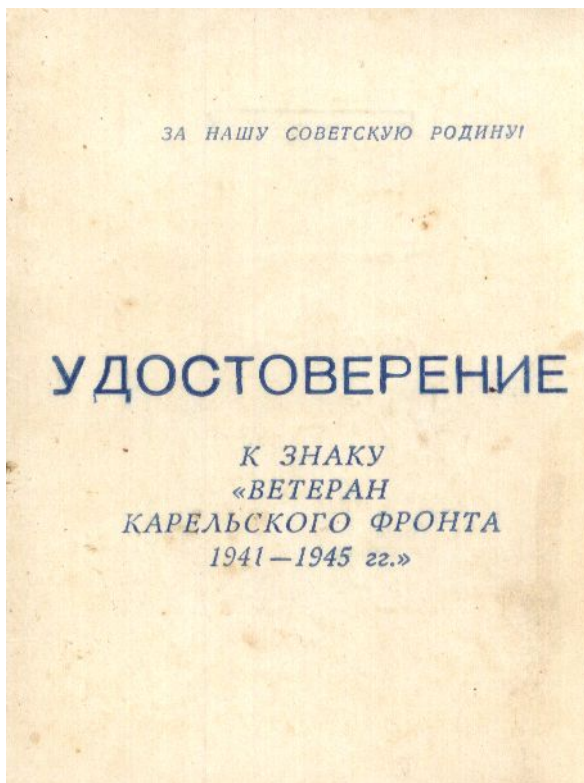 ЗА НАШУ СОВЕТСКУЮ РОДИНУ!
УДОСТОВЕРЕНИЕ
К ЗНАКУ
«ВЕТЕРАН
КАРЕЛЬСКОГО ФРОНТА
1941—1945 гг.»